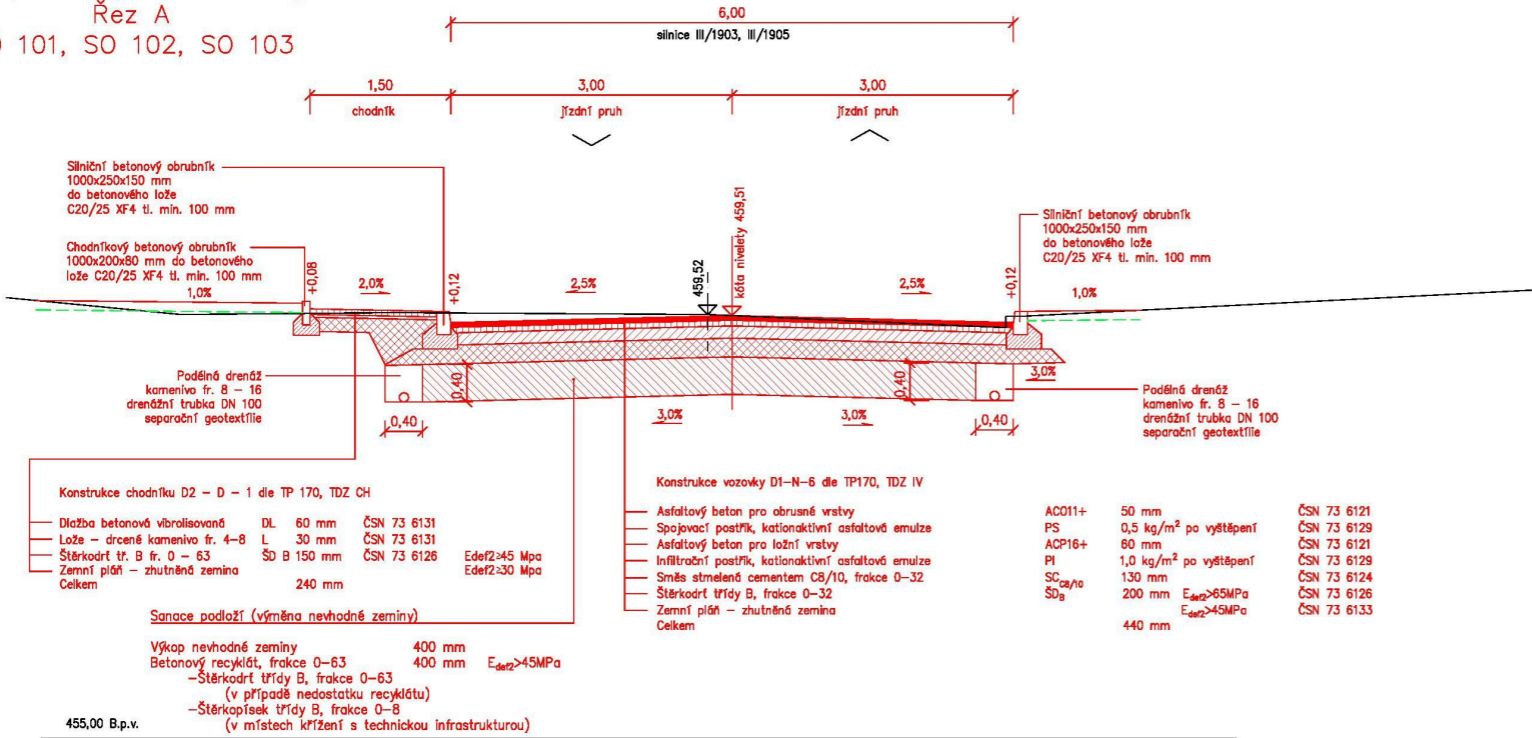 Řez A
101, SO 102, SO 103
6,00
silnice III/1903, III/1905
1,50
3,00
3,00
chodník
jízdní pruh
jízdní pruh
Silniční betonový obrubník
1000x250x150 mm
do betonového lože
C20/25 XF4 tl. min. 100 mm
Chodníkový betonový obrubník
1000x200x80 mm do betonového
lože C20/25 XF4 tl. min. 100 mm
Silniční betonový obrubník
1000x250x150 mm
do betonového lože
C20/25 XF4 tl. min. 100 mm
1,0%
+0,08
2,0%
+0,12
2,5%
459,52
kóta nivelety 459,51
2,5%
+0,12
1,0%
Podélná drenáž
kamenivo fr. 8 – 16
drenážní trubka DN 100
separační geotextílie
0,40
0,40
3,0%
3,0%
0,40
0,40
3,0%
Podélná drenáž
kamenivo fr. 8 – 16
drenážní trubka DN 100
separační geotextílie
Konstrukce chodníku D2 – D – 1 dle TP 170, TDZ CH
Dlažba betonová vibrolisovaná DL 60 mm ČSN 73 6131
Lože – drcené kamenivo fr. 4–8 L 30 mm ČSN 73 6131
Štěrkodrť tř. B fr. 0 – 63 ŠD B 150 mm ČSN 73 6126 Edef2≥45 Mpa
Zemní pláň – zhutněná zemina Edef2≥30 Mpa
Celkem 240 mm
Konstrukce vozovky D1–N–6 dle TP170, TDZ IV
Asfaltový beton pro obrusné vrstvy ACO11+ 50 mm ČSN 73 6121
Spojovací postřik, kationaktivní asfaltová emulze PS 0,5 kg/m² po vyštěpení ČSN 73 6129
Asfaltový beton pro ložní vrstvy ACP16+ 60 mm ČSN 73 6121
Infiltrační postřik, kationaktivní asfaltová emulze PI 1,0 kg/m² po vyštěpení ČSN 73 6129
Směs stmelená cementem C8/10, frakce 0–32 SC C8/10 130 mm ČSN 73 6124
Štěrkodrť třídy B, frakce 0–32 ŠDB 200 mm Edef2>65MPa ČSN 73 6126
Zemní pláň – zhutněná zemina Edef2>45MPa ČSN 73 6133
Celkem 440 mm
Sanace podloží (výměna nevhodné zeminy)
Výkop nevhodné zeminy 400 mm
Betonový recyklát, frakce 0–63 400 mm Edef2>45MPa
–Štěrkodrť třídy B, frakce 0–63
(v případě nedostatku recyklátu)
–Štěrkopísek třídy B, frakce 0–8
(v místech křížení s technickou infrastrukturou)
455,00 B.p.v.